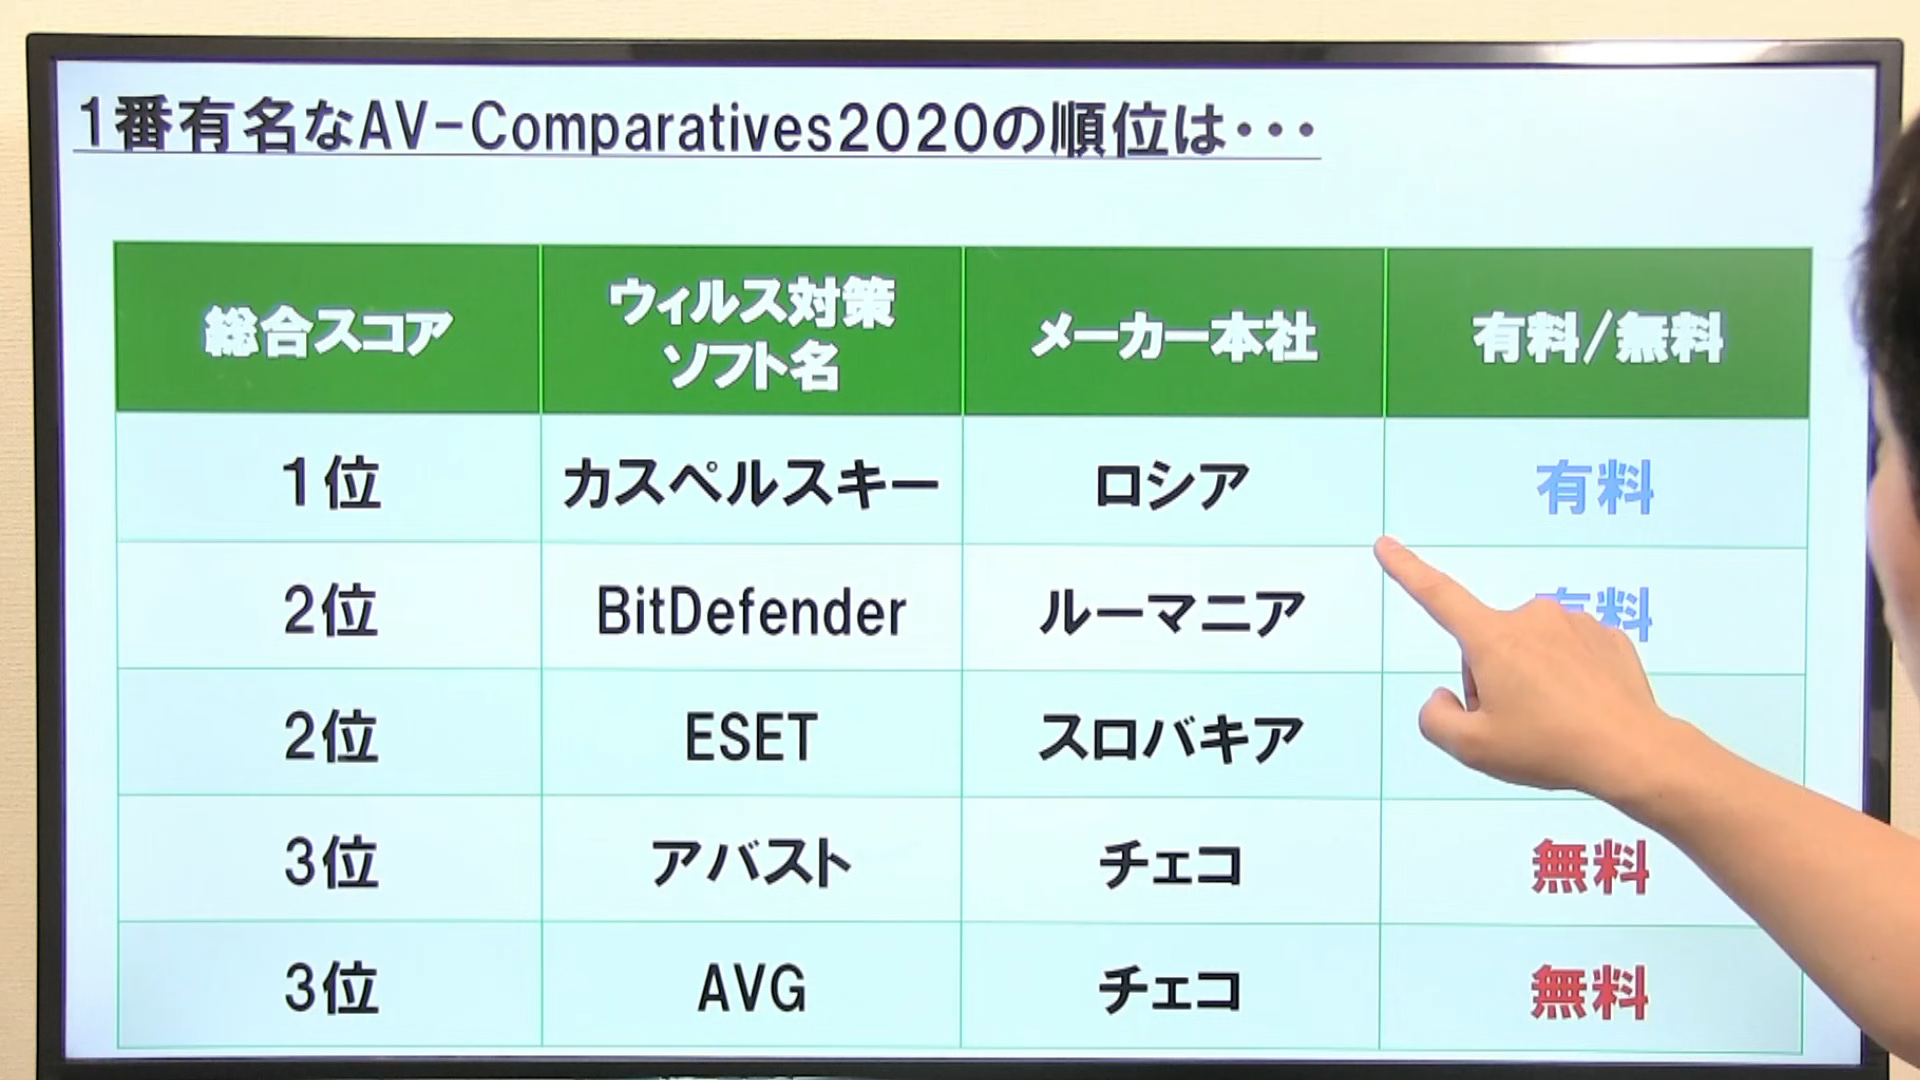 1番有名なAV-Comparatives2020の順位は・・・
総合スコア ウィルス対策ソフト名 メーカー本社 有料/無料
1位 カスペルスキー ロシア 有料
2位 BitDefender ルーマニア 有料
2位 ESET スロバキア
3位 アバスト チェコ 無料
3位 AVG チェコ 無料